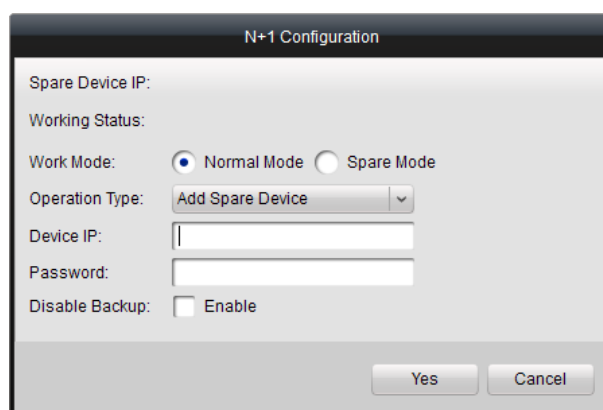 N+1 Configuration
Spare Device IP:
Working Status:
Work Mode: Normal Mode Spare Mode
Operation Type: Add Spare Device
Device IP:
Password:
Disable Backup: Enable
Yes Cancel